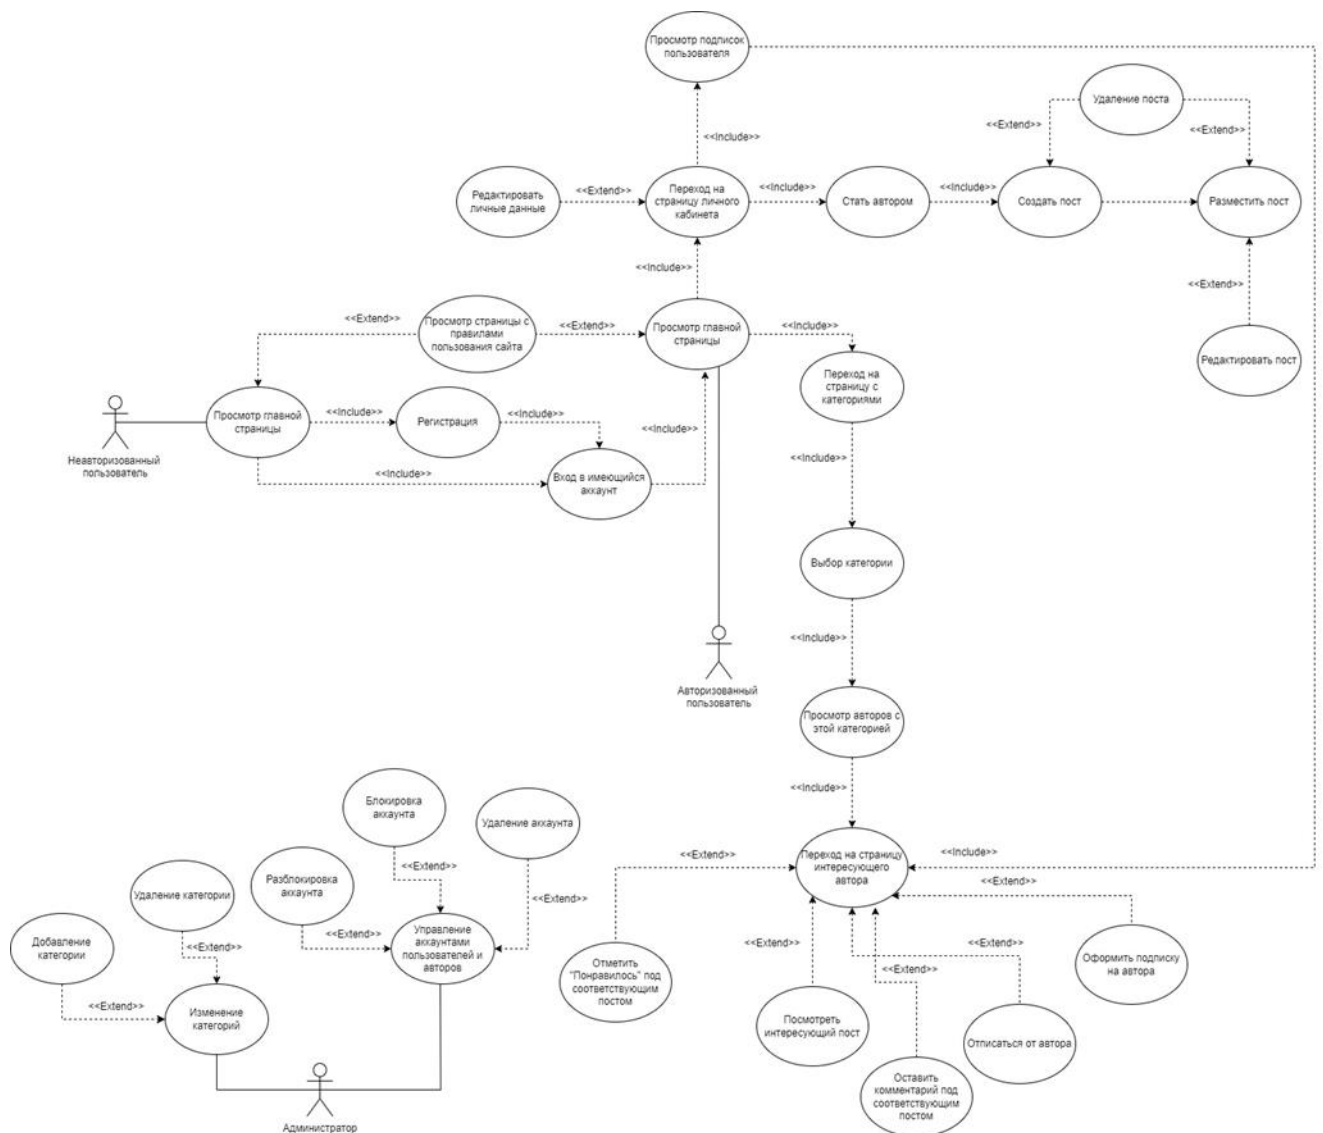 Просмотр подписок
пользователя
Удаление поста
<<Extend>>
<<Extend>>
<<Include>>
Редактировать
личные данные
<<Extend>>
Переход на
страницу личного
кабинета
<<Include>>
Стать автором
<<Include>>
Создать пост
Разместить пост
<<Include>>
<<Extend>>
Просмотр страницы с
правилами
пользования сайта
<<Extend>>
<<Extend>>
Просмотр главной
страницы
<<Include>>
<<Extend>>
Редактировать пост
Переход на
страницу с
категориями
Неавторизованный
пользователь
Просмотр главной
страницы
<<Include>>
Регистрация
<<Include>>
<<Include>>
<<Include>>
Вход в имеющийся
аккаунт
<<Include>>
Выбор категории
<<Include>>
Авторизованный
пользователь
Просмотр авторов с
этой категорией
<<Include>>
Блокировка
аккаунта
Удаление аккаунта
<<Extend>>
Переход на страницу
интересующего
автора
<<Include>>
<<Extend>>
Удаление категории
Разблокировка
аккаунта
<<Extend>>
<<Extend>>
<<Extend>>
Управление
аккаунтами
пользователей и
авторов
Добавление
категории
<<Extend>>
<<Extend>>
Изменение
категорий
Отметить
"Понравилось" под
соответствующим
постом
<<Extend>>
Посмотреть
интересующий пост
<<Extend>>
<<Extend>>
Оформить подписку
на автора
Отписаться от автора
Оставить
комментарий под
соответствующим
постом
Администратор